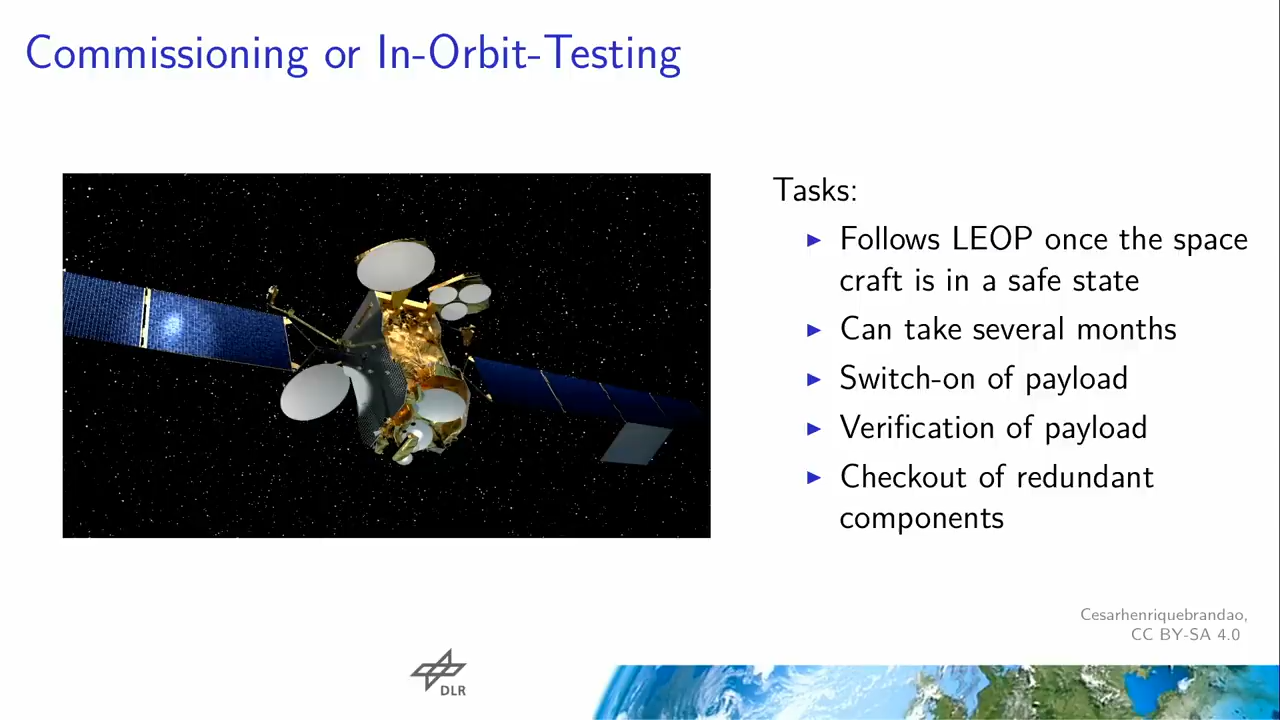 Commissioning or In-Orbit-Testing
Tasks:
Follows LEOP once the space
craft is in a safe state
Can take several months
Switch-on of payload
Verification of payload
Checkout of redundant
components
Cesarhenriquebrandao,
CC BY-SA 4.0
DLR